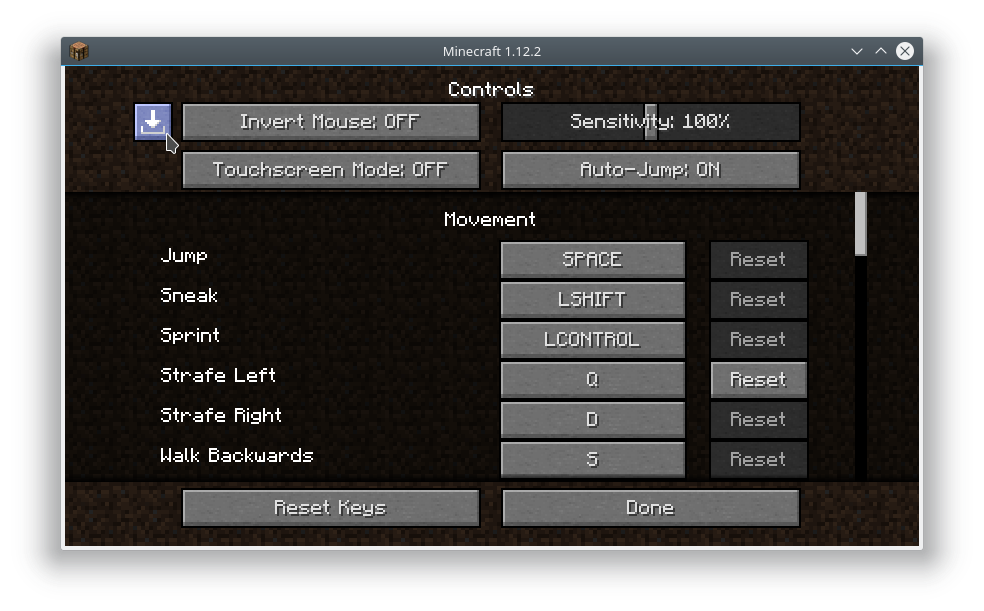 Minecraft 1.12.2
Controls
Invert Mouse: OFF
Sensitivity: 100%
Touchscreen Mode: OFF
Auto-Jump: ON
Movement
Jump SPACE Reset
Sneak LSHIFT Reset
Sprint LCONTROL Reset
Strafe Left Q Reset
Strafe Right D Reset
Walk Backwards S Reset
Reset Keys
Done